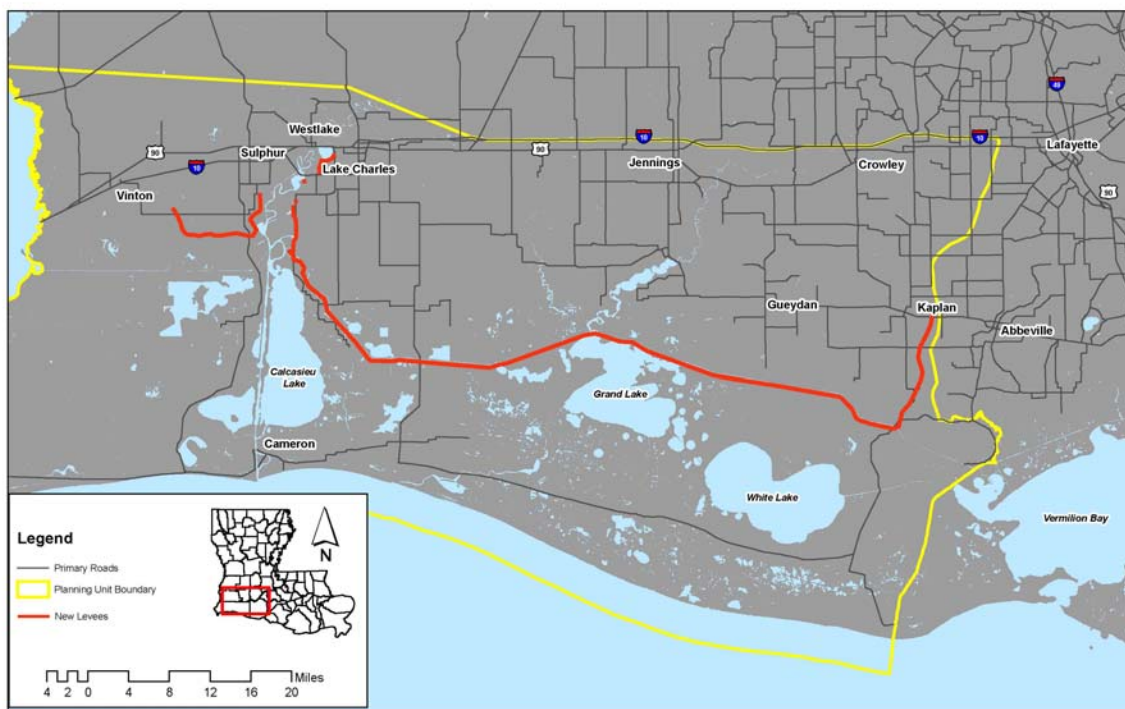 49
Westlake
90
Sulphur
10
90
10
10
Lafayette
Jennings
Crowley
Lake Charles
Vinton
90
Gueydan
Kaplan
Abbeville
Calcasieu
Lake
Grand Lake
Cameron
White Lake
Vermilion Bay
Legend
N
Primary Roads
Planning Unit Boundary
New Levees
Miles
4 2 0 4 8 12 16 20